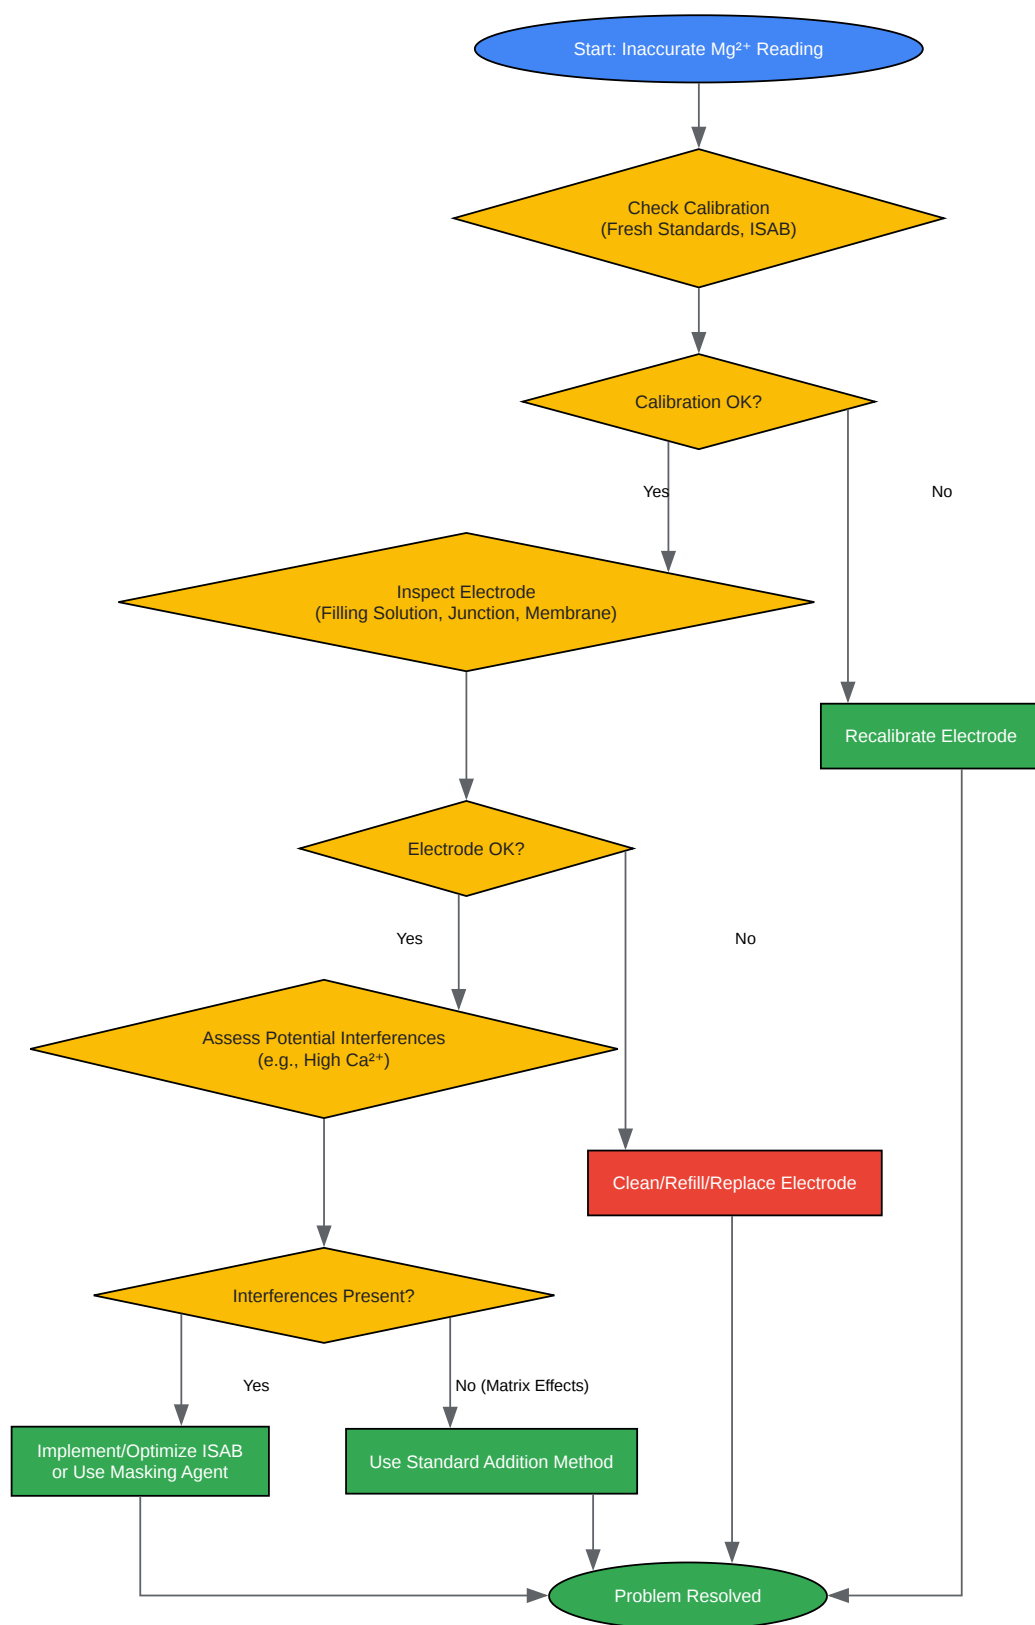 Start: Inaccurate Mg²⁺ Reading
Check Calibration
(Fresh Standards, ISAB)
Calibration OK?
Yes
No
Inspect Electrode
(Filling Solution, Junction, Membrane)
Recalibrate Electrode
Electrode OK?
Yes
No
Assess Potential Interferences
(e.g., High Ca²⁺)
Clean/Refill/Replace Electrode
Interferences Present?
Yes
No (Matrix Effects)
Implement/Optimize ISAB
or Use Masking Agent
Use Standard Addition Method
Problem Resolved